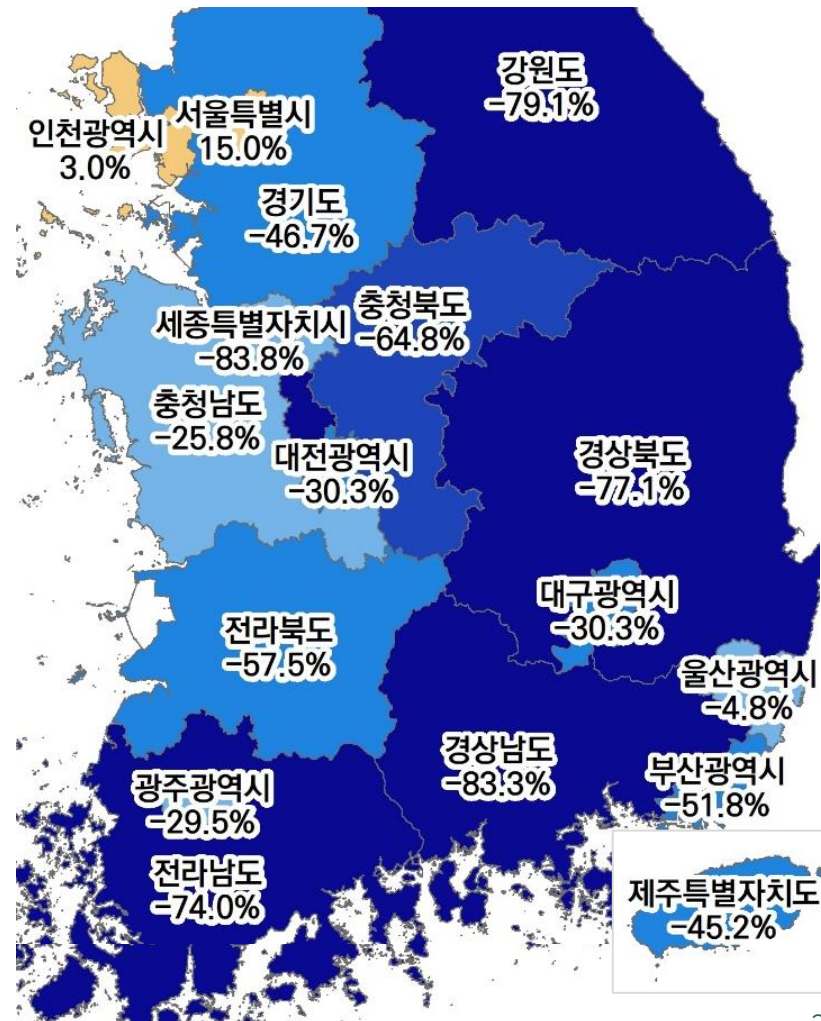 강원도
-79.1%
서울특별시
15.0%
인천광역시
3.0%
경기도
-46.7%
충청북도
-64.8%
세종특별자치시
-83.8%
충청남도
-25.8%
대전광역시
-30.3%
경상북도
-77.1%
대구광역시
-30.3%
전라북도
-57.5%
울산광역시
-4.8%
경상남도
-83.3%
부산광역시
-51.8%
광주광역시
-29.5%
전라남도
-74.0%
제주특별자치도
-45.2%